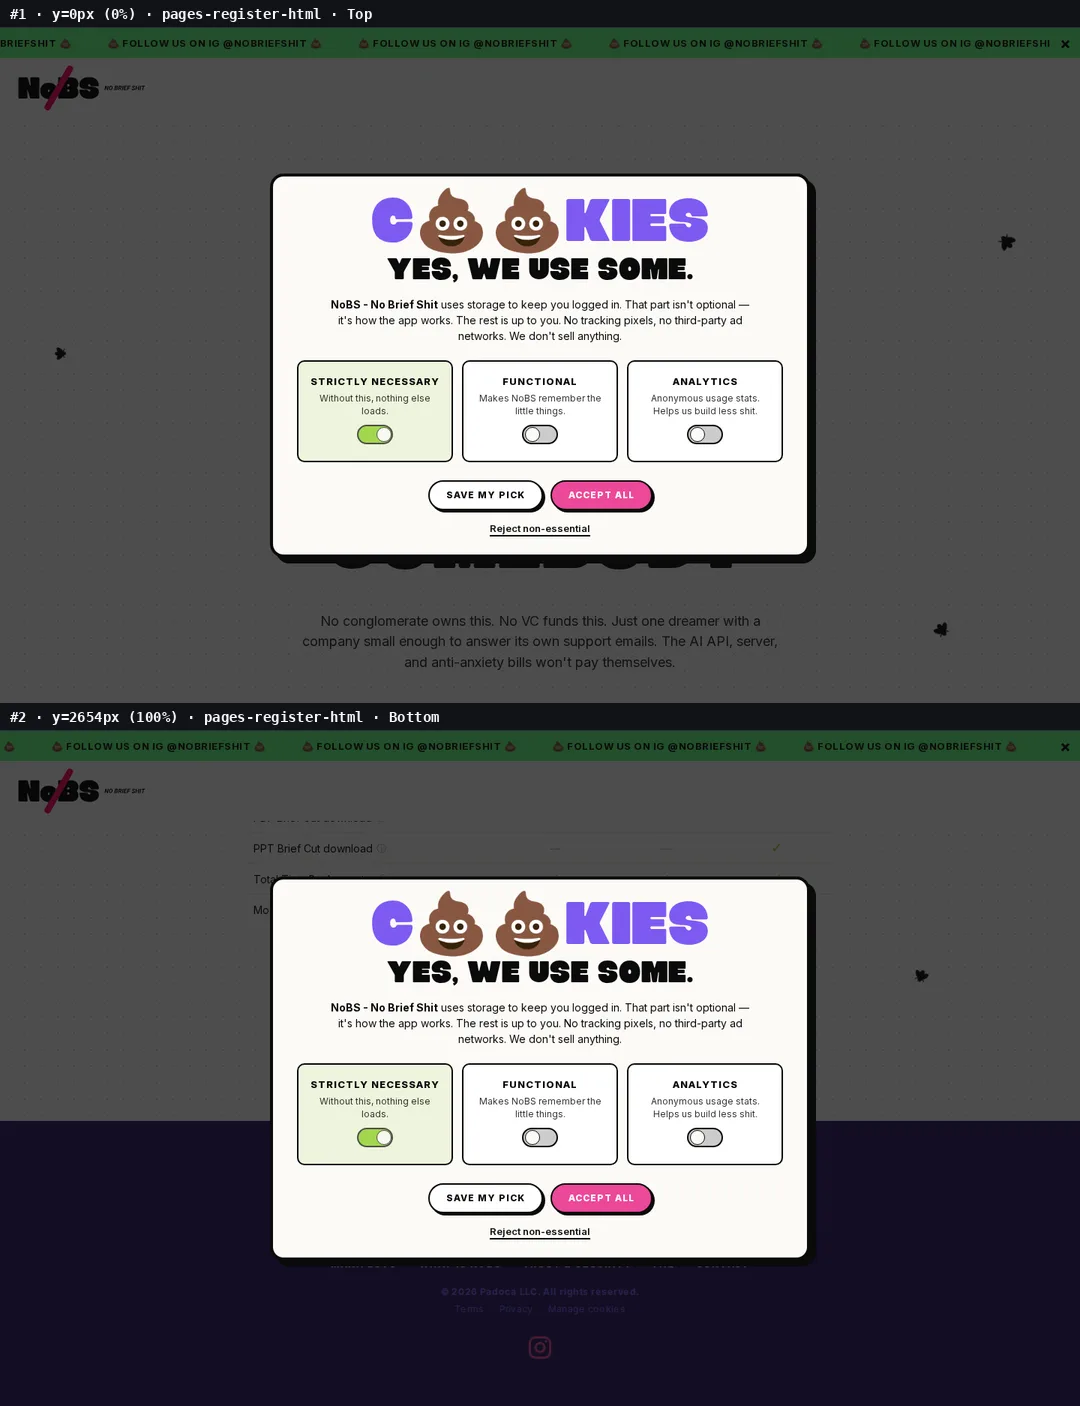 #1 · y=0px (0%) · pages-register-html · Top
BRIEFSHIT 💩 💩 FOLLOW US ON IG @NOBRIEFSHIT 💩 💩 FOLLOW US ON IG @NOBRIEFSHIT 💩 💩 FOLLOW US ON IG @NOBRIEFSHIT 💩 💩 FOLLOW US ON IG @NOBRIEFSHI ×
NoBS NO BRIEF SHIT
C💩💩KIES
YES, WE USE SOME.
NoBS - No Brief Shit uses storage to keep you logged in. That part isn't optional —
it's how the app works. The rest is up to you. No tracking pixels, no third-party ad
networks. We don't sell anything.
STRICTLY NECESSARY
Without this, nothing else
loads.
FUNCTIONAL
Makes NoBS remember the
little things.
ANALYTICS
Anonymous usage stats.
Helps us build less shit.
SAVE MY PICK
ACCEPT ALL
Reject non-essential
No conglomerate owns this. No VC funds this. Just one dreamer with a
company small enough to answer its own support emails. The AI API, server,
and anti-anxiety bills won't pay themselves.
#2 · y=2654px (100%) · pages-register-html · Bottom
💩 💩 FOLLOW US ON IG @NOBRIEFSHIT 💩 💩 FOLLOW US ON IG @NOBRIEFSHIT 💩 💩 FOLLOW US ON IG @NOBRIEFSHIT 💩 💩 FOLLOW US ON IG @NOBRIEFSHIT 💩 ×
NoBS NO BRIEF SHIT
PPT Brief Cut download
Total
Mo
C💩💩KIES
YES, WE USE SOME.
NoBS - No Brief Shit uses storage to keep you logged in. That part isn't optional —
it's how the app works. The rest is up to you. No tracking pixels, no third-party ad
networks. We don't sell anything.
STRICTLY NECESSARY
Without this, nothing else
loads.
FUNCTIONAL
Makes NoBS remember the
little things.
ANALYTICS
Anonymous usage stats.
Helps us build less shit.
SAVE MY PICK
ACCEPT ALL
Reject non-essential
© 2026 Padoca LLC. All rights reserved.
Terms Privacy Manage cookies